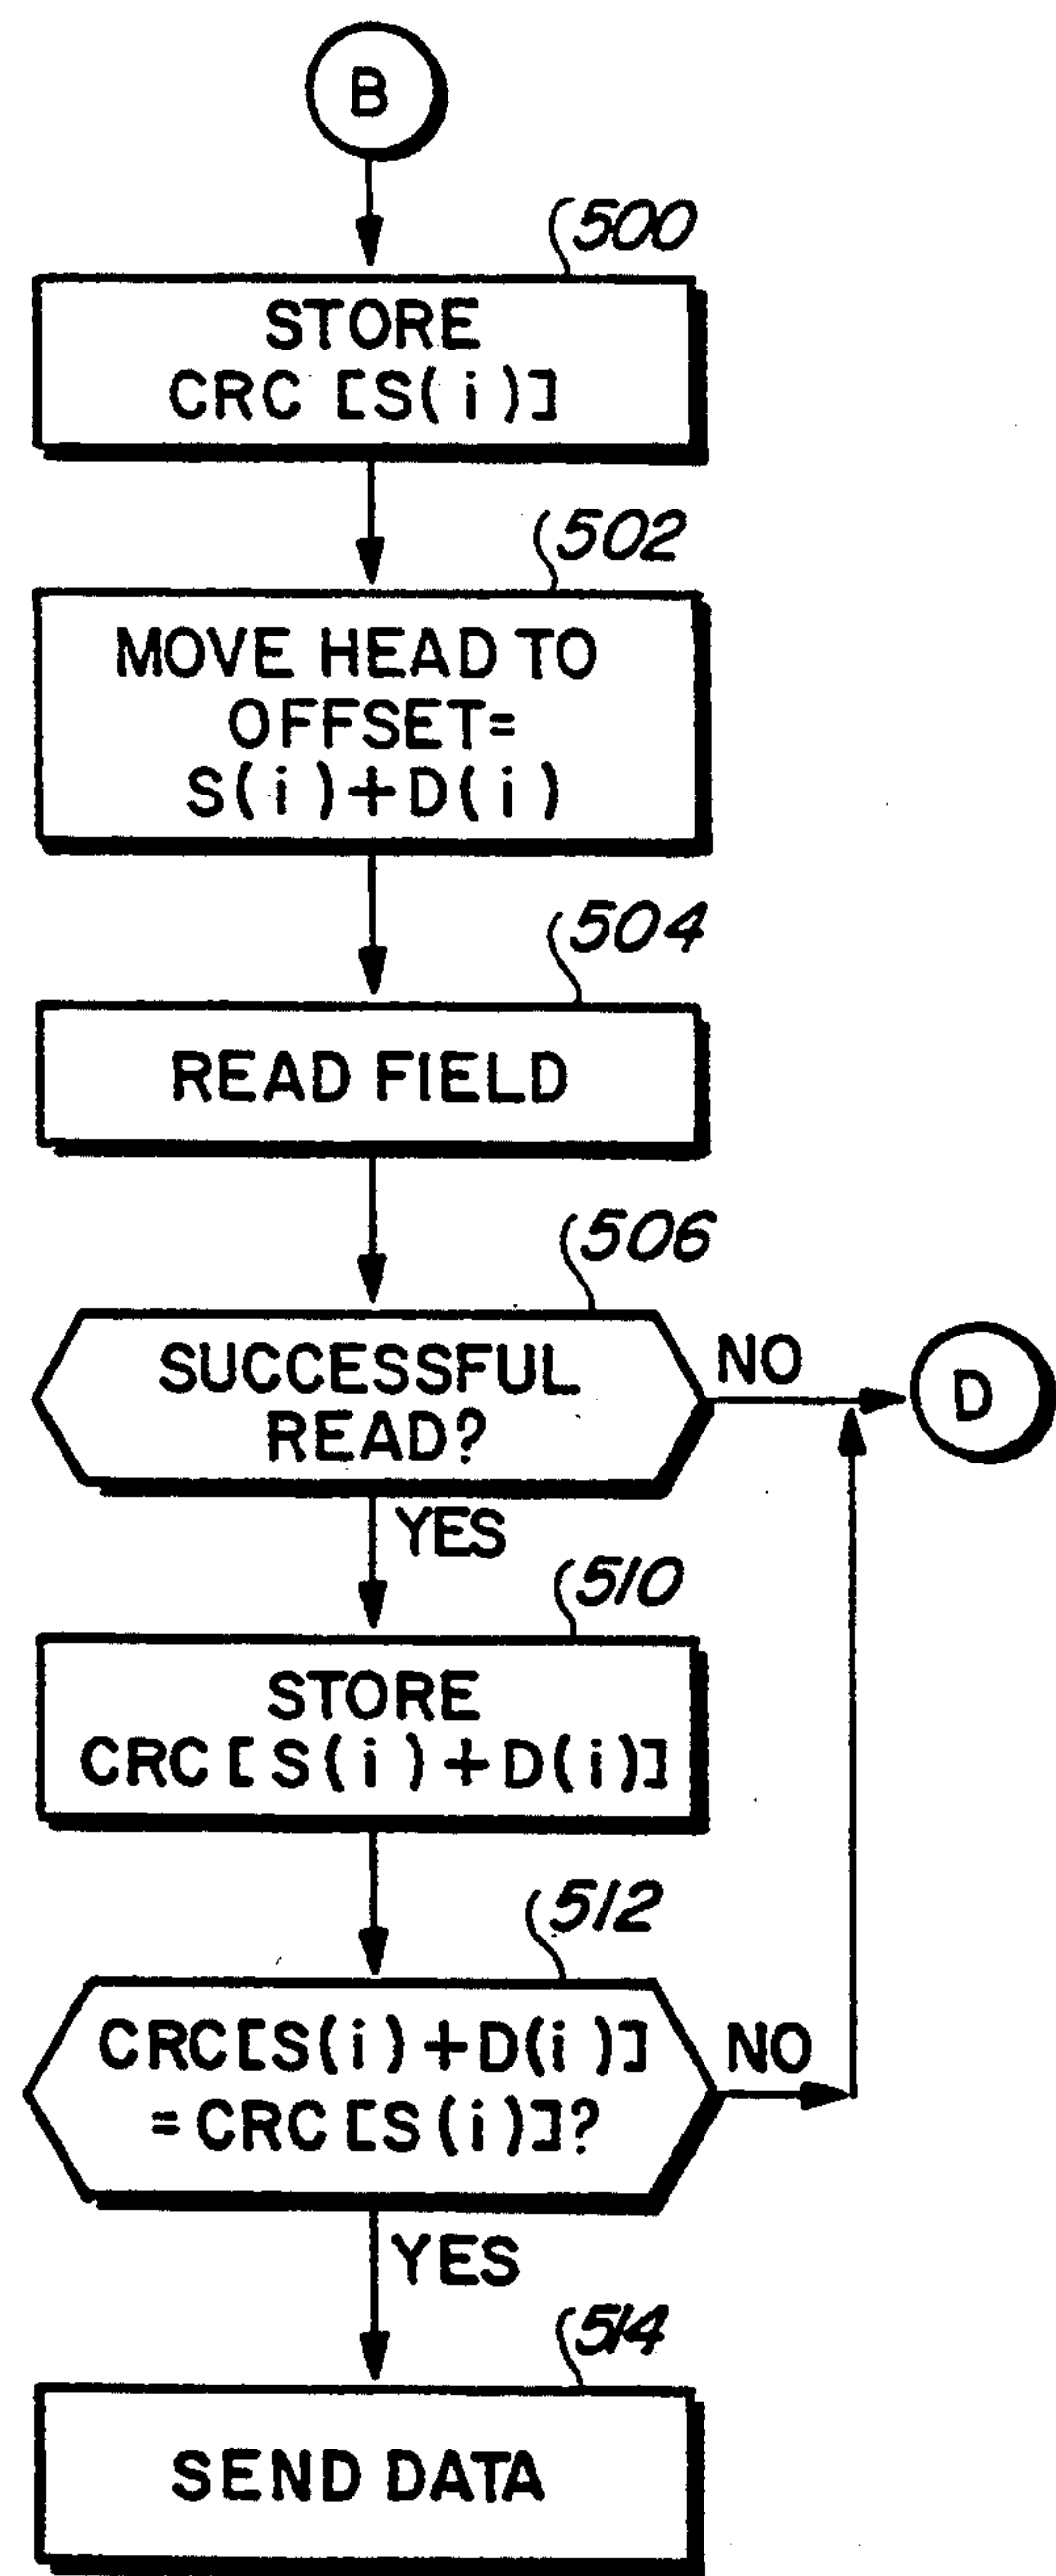 B
500
STORE
CRC [S(i)]
502
MOVE HEAD TO
OFFSET=
S(i)+D(i)
504
READ FIELD
506
SUCCESSFUL
READ?
NO
D
YES
510
STORE
CRC[S(i)+D(i)]
512
CRC[S(i)+D(i)]
=CRC[S(i)]?
NO
YES
514
SEND DATA